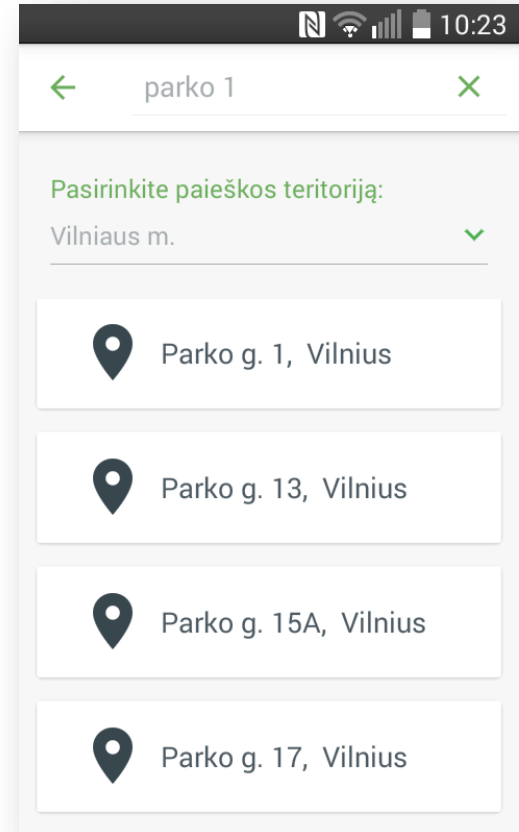 10:23
parko 1
Pasirinkite paieškos teritoriją:
Vilniaus m.
Parko g. 1, Vilnius
Parko g. 13, Vilnius
Parko g. 15A, Vilnius
Parko g. 17, Vilnius